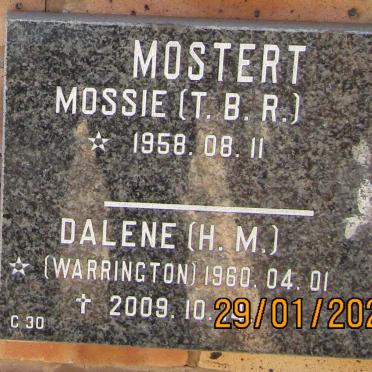 MOSTERT
MOSSIE (T. B. R.)
☆ 1958. 08. 11
DALENE (H. M.)
☆ (WARRINGTON) 1960. 04. 01
✝ 2009. 10.
C 30
29/01/202